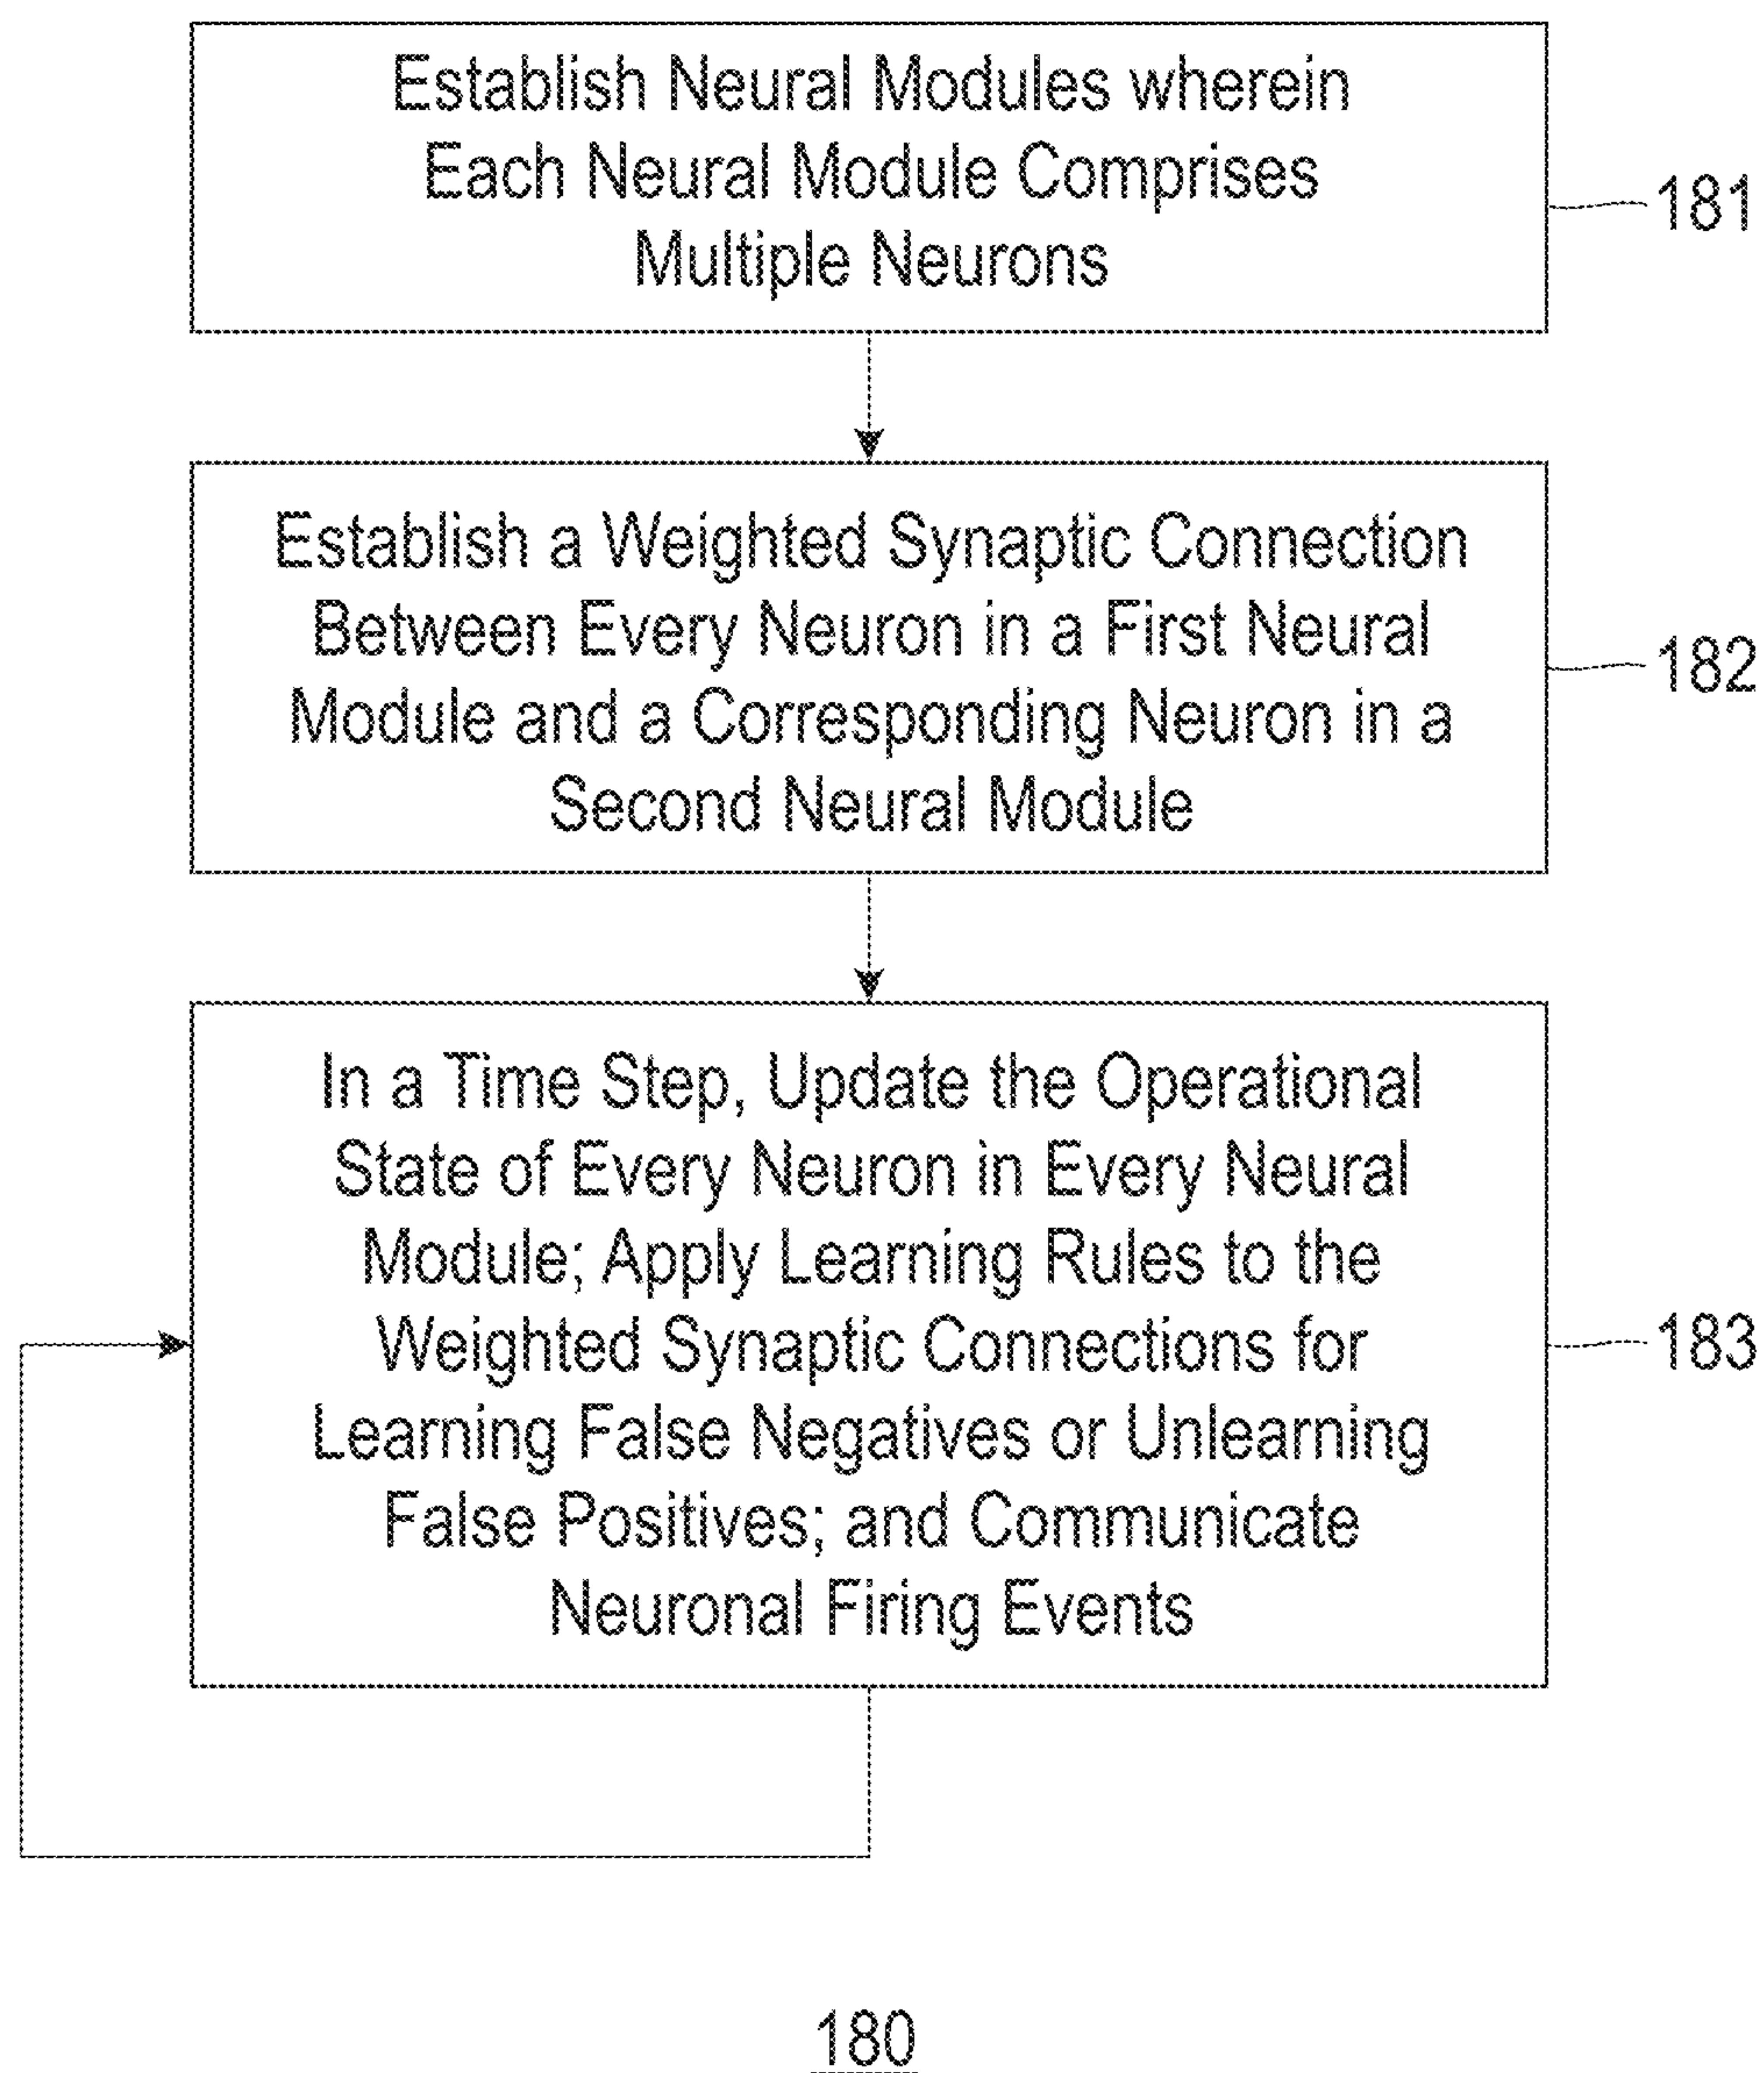 Establish Neural Modules wherein
Each Neural Module Comprises
Multiple Neurons
181
Establish a Weighted Synaptic Connection
Between Every Neuron in a First Neural
Module and a Corresponding Neuron in a
Second Neural Module
182
In a Time Step, Update the Operational
State of Every Neuron in Every Neural
Module; Apply Learning Rules to the
Weighted Synaptic Connections for
Learning False Negatives or Unlearning
False Positives; and Communicate
Neuronal Firing Events
183
180